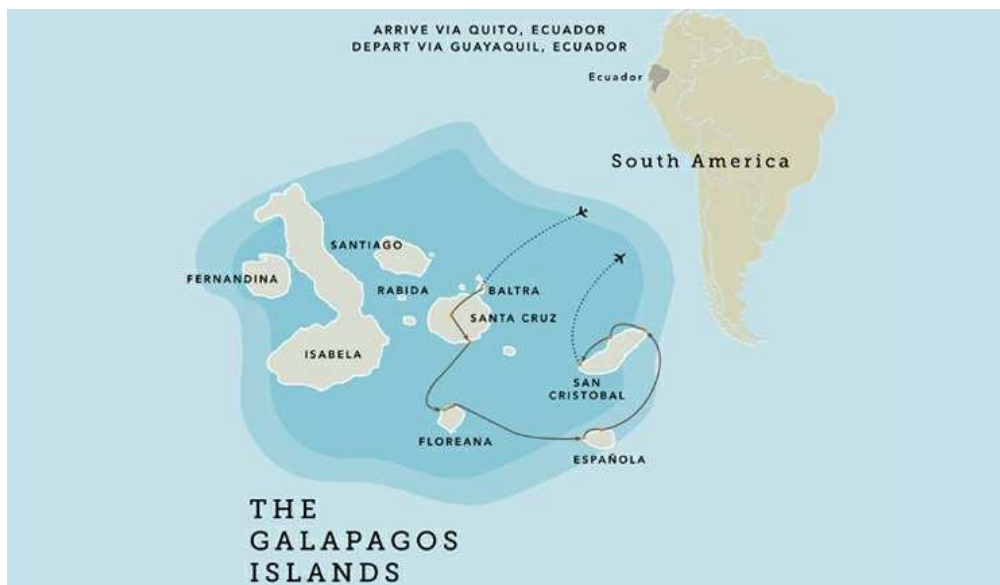 ARRIVE VIA QUITO, ECUADOR
DEPART VIA GUAYAQUIL, ECUADOR
Ecuador
South America
SANTIAGO
FERNANDINA
RABIDA
BALTRA
SANTA CRUZ
ISABELA
SAN
CRISTOBAL
FLOREANA
ESPAÑOLA
THE
GALAPAGOS
ISLANDS